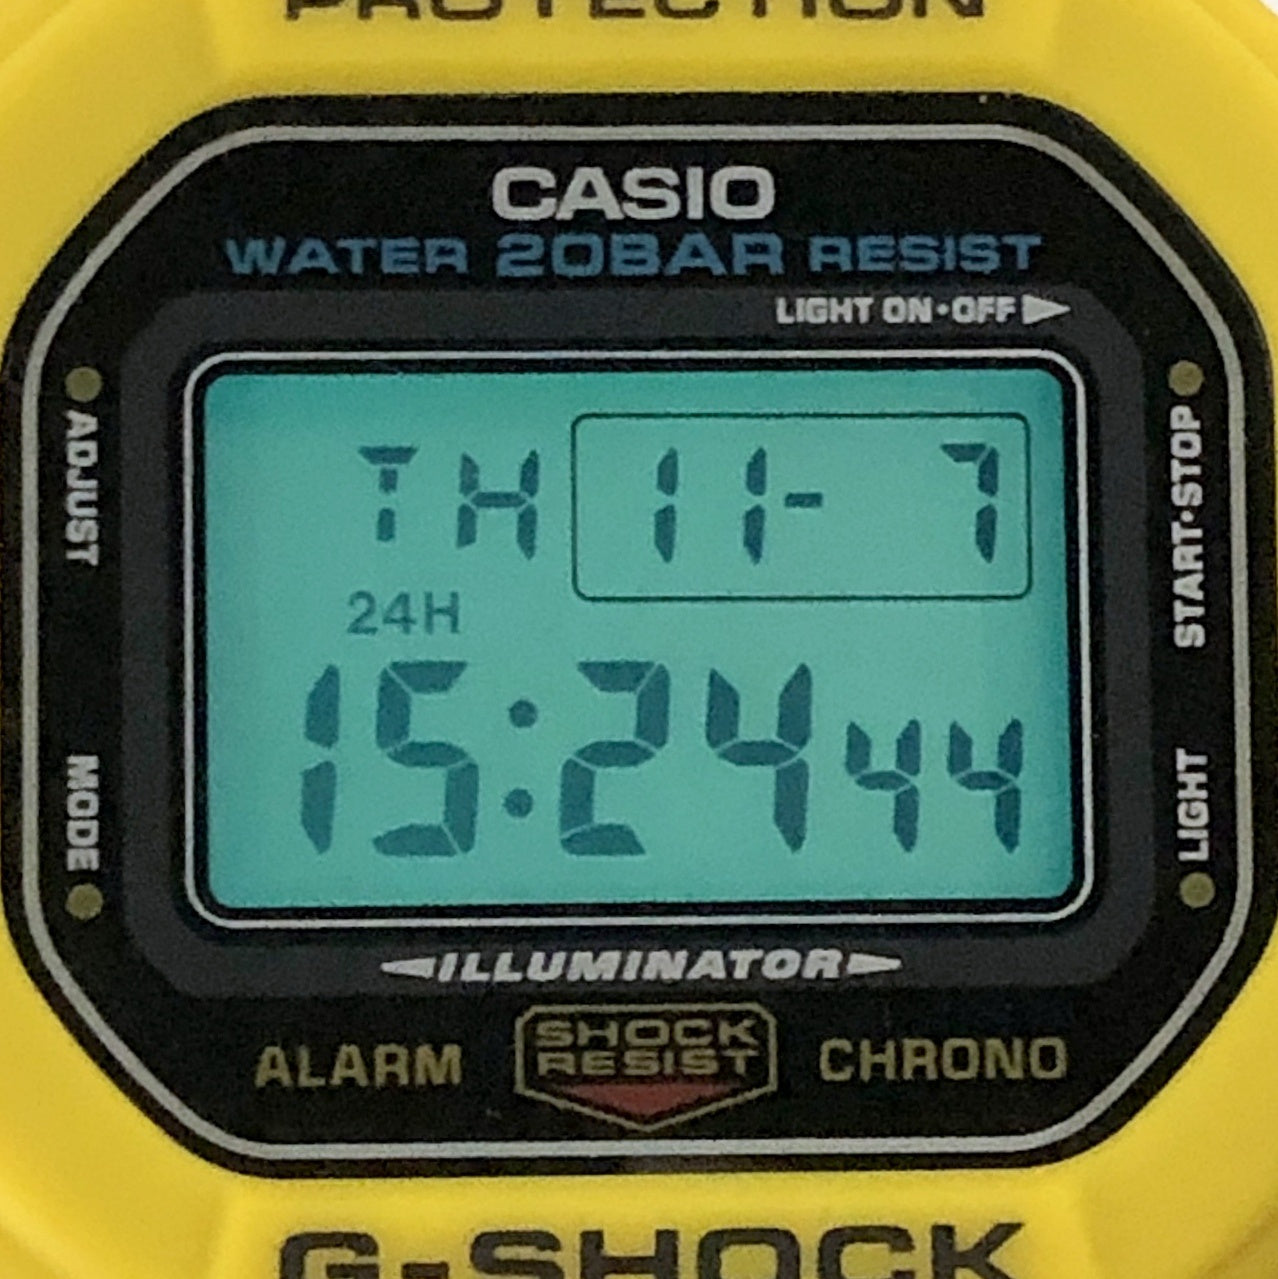 PROTECTION
CASIO
WATER 20BAR RESIST
LIGHT ON•OFF
ADJUST
START•STOP
TH 11- 7
24H
15:24 44
MODE
LIGHT
ILLUMINATOR
ALARM
SHOCK
RESIST
CHRONO
G-SHOCK